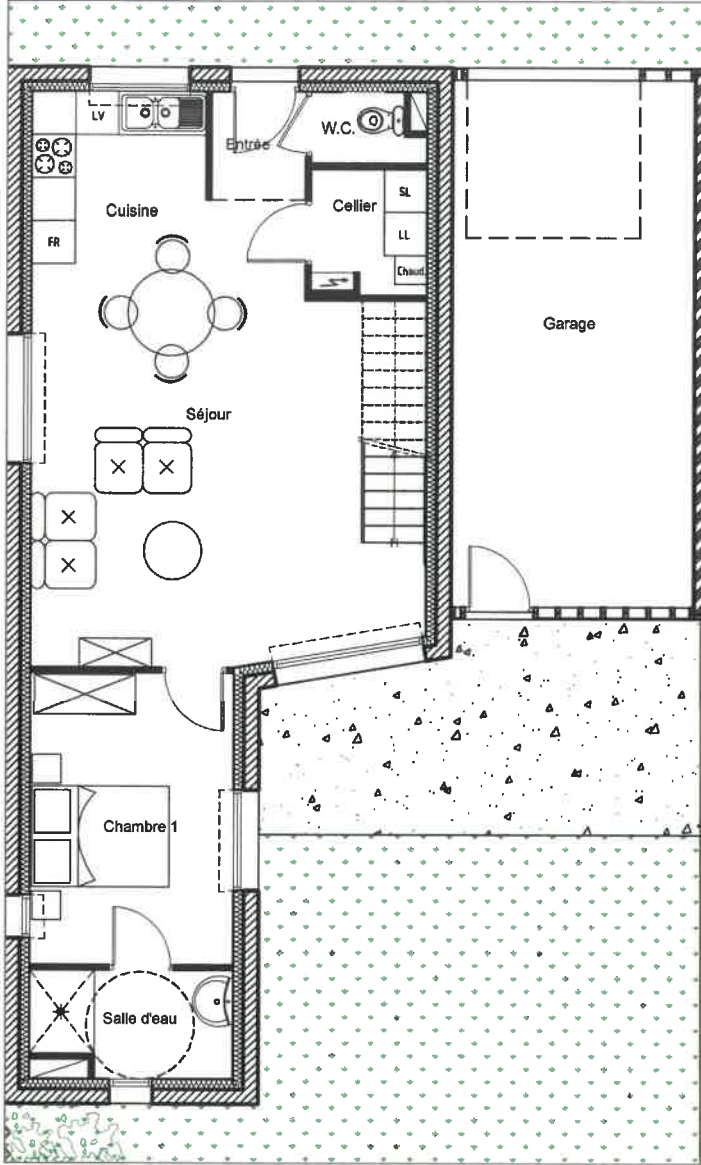 LV
Entrée
W.C.
Cuisine
Cellier
SL
FR
LL
Chaud
Garage
Séjour
Chambre 1
Salle d'eau